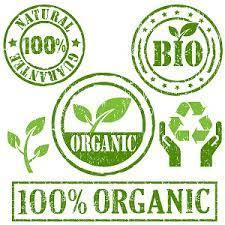 NATURAL
100%
GUARANTEE
BIO
ORGANIC
100% ORGANIC